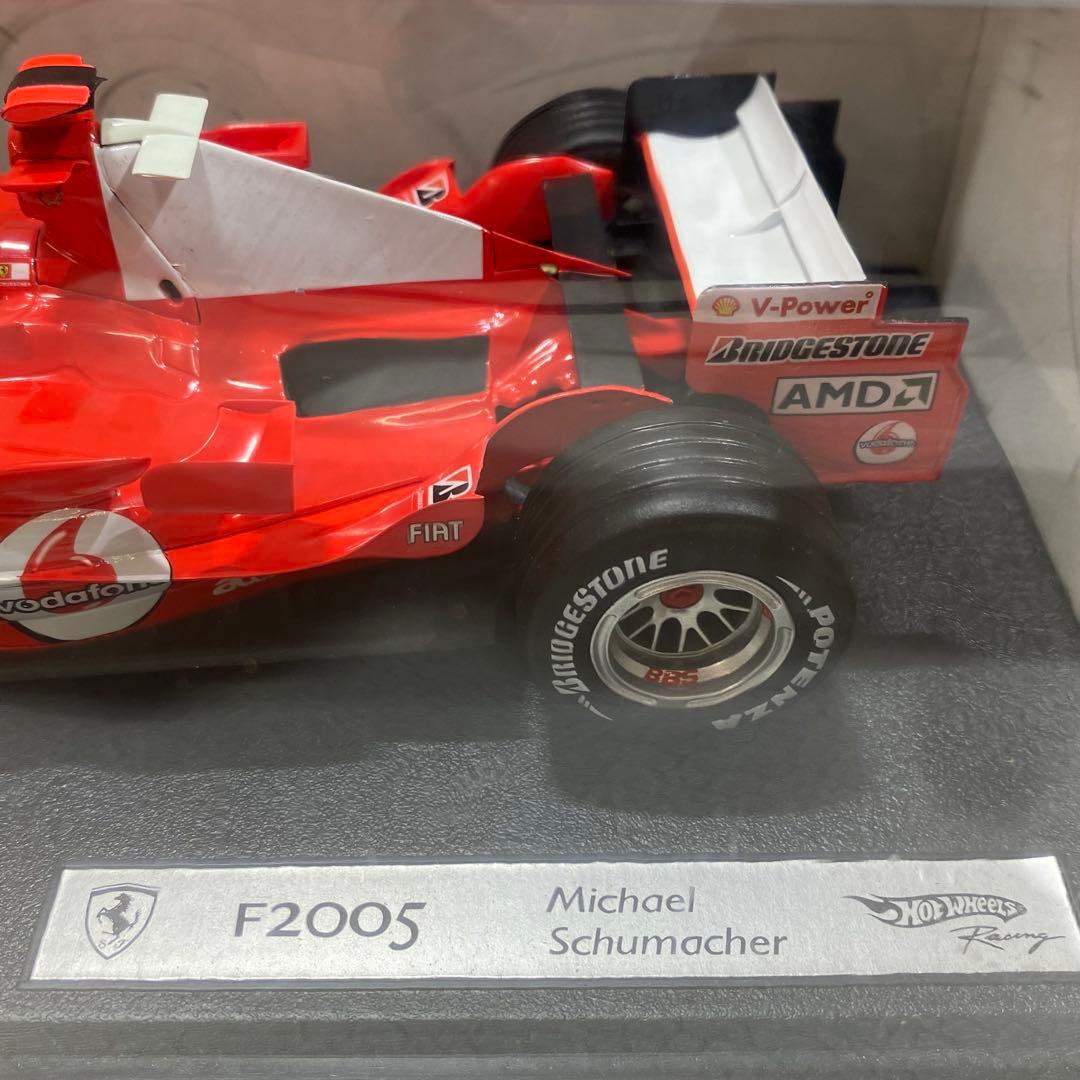 V-Power
BRIDGESTONE
AMD
vodafone
FIAT
vodafone
BRIDGESTONE
POTENZA
BBS
F2005
Michael
Schumacher
HOT WHEELS
Racing
S F